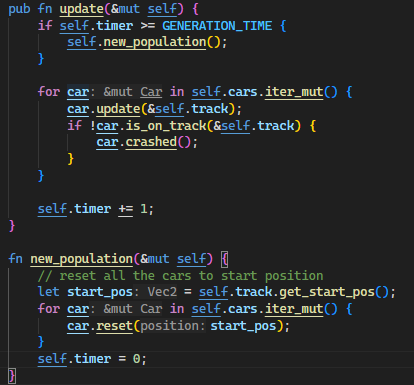 pub fn update(&mut self) {
    if self.timer >= GENERATION_TIME {
        self.new_population();
    }

    for car: &mut Car in self.cars.iter_mut() {
        car.update(&self.track);
        if !car.is_on_track(&self.track) {
            car.crashed();
        }
    }

    self.timer += 1;
}

fn new_population(&mut self) {
    // reset all the cars to start position
    let start_pos: Vec2 = self.track.get_start_pos();
    for car: &mut Car in self.cars.iter_mut() {
        car.reset(position: start_pos);
    }
    self.timer = 0;
}